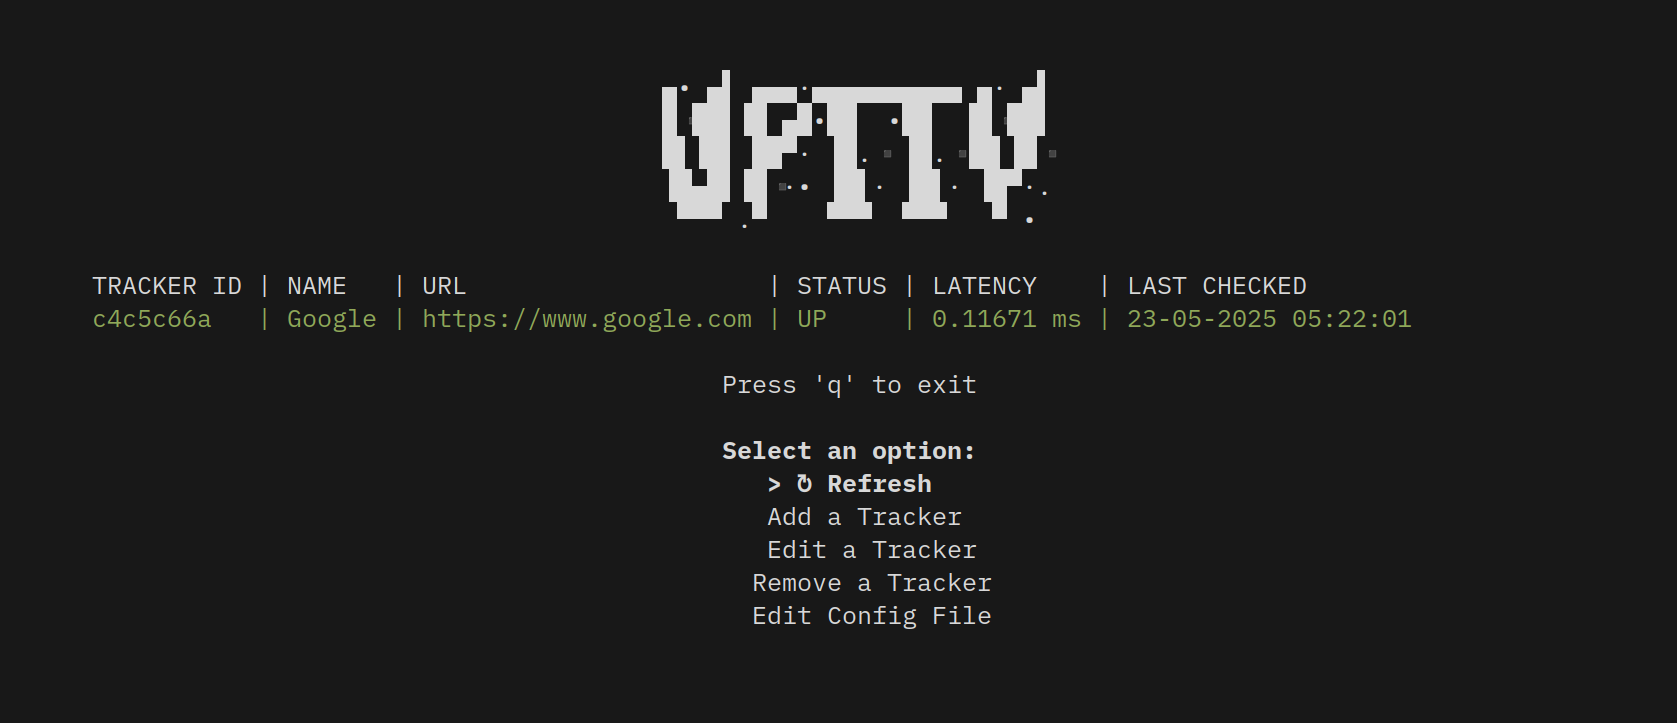 UPTTY
TRACKER ID | NAME   | URL                    | STATUS | LATENCY    | LAST CHECKED
c4c5c66a   | Google | https://www.google.com | UP     | 0.11671 ms | 23-05-2025 05:22:01
Press 'q' to exit
Select an option:
> ↻ Refresh
Add a Tracker
Edit a Tracker
Remove a Tracker
Edit Config File